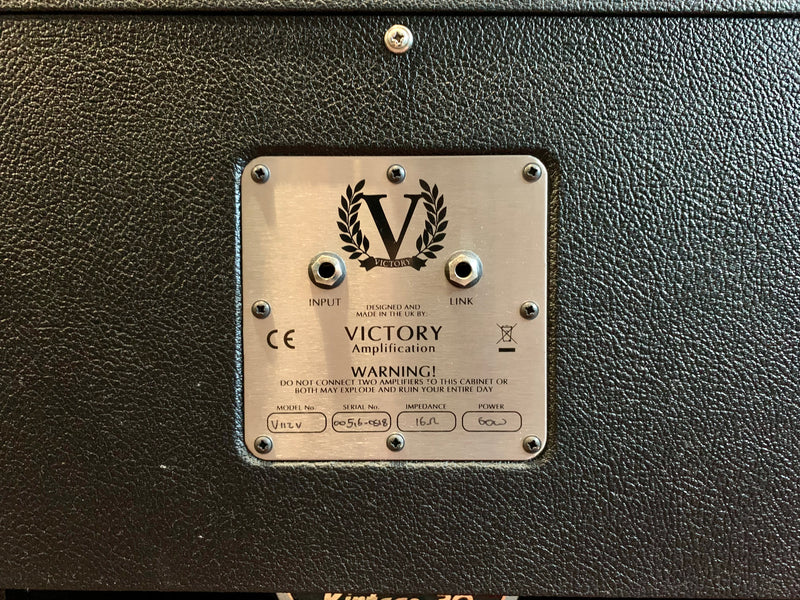 V
VICTORY
INPUT
LINK
DESIGNED AND
MADE IN THE UK BY:
VICTORY
Amplification
CE
WARNING!
DO NOT CONNECT TWO AMPLIFIERS TO THIS CABINET OR
BOTH MAY EXPLODE AND RUIN YOUR ENTIRE DAY
MODEL No. SERIAL No. IMPEDANCE POWER
V112V 16Ω 60W
Vintage 30